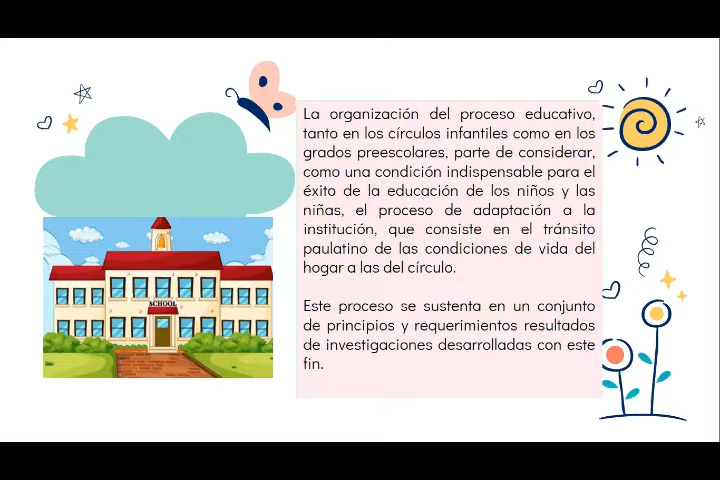 La organización del proceso educativo,
tanto en los círculos infantiles como en los
grados preescolares, parte de considerar,
como una condición indispensable para el
éxito de la educación de los niños y las
niñas, el proceso de adaptación a la
institución, que consiste en el tránsito
paulatino de las condiciones de vida del
hogar a las del círculo.
Este proceso se sustenta en un conjunto
de principios y requerimientos resultados
de investigaciones desarrolladas con este
fin.
SCHOOL